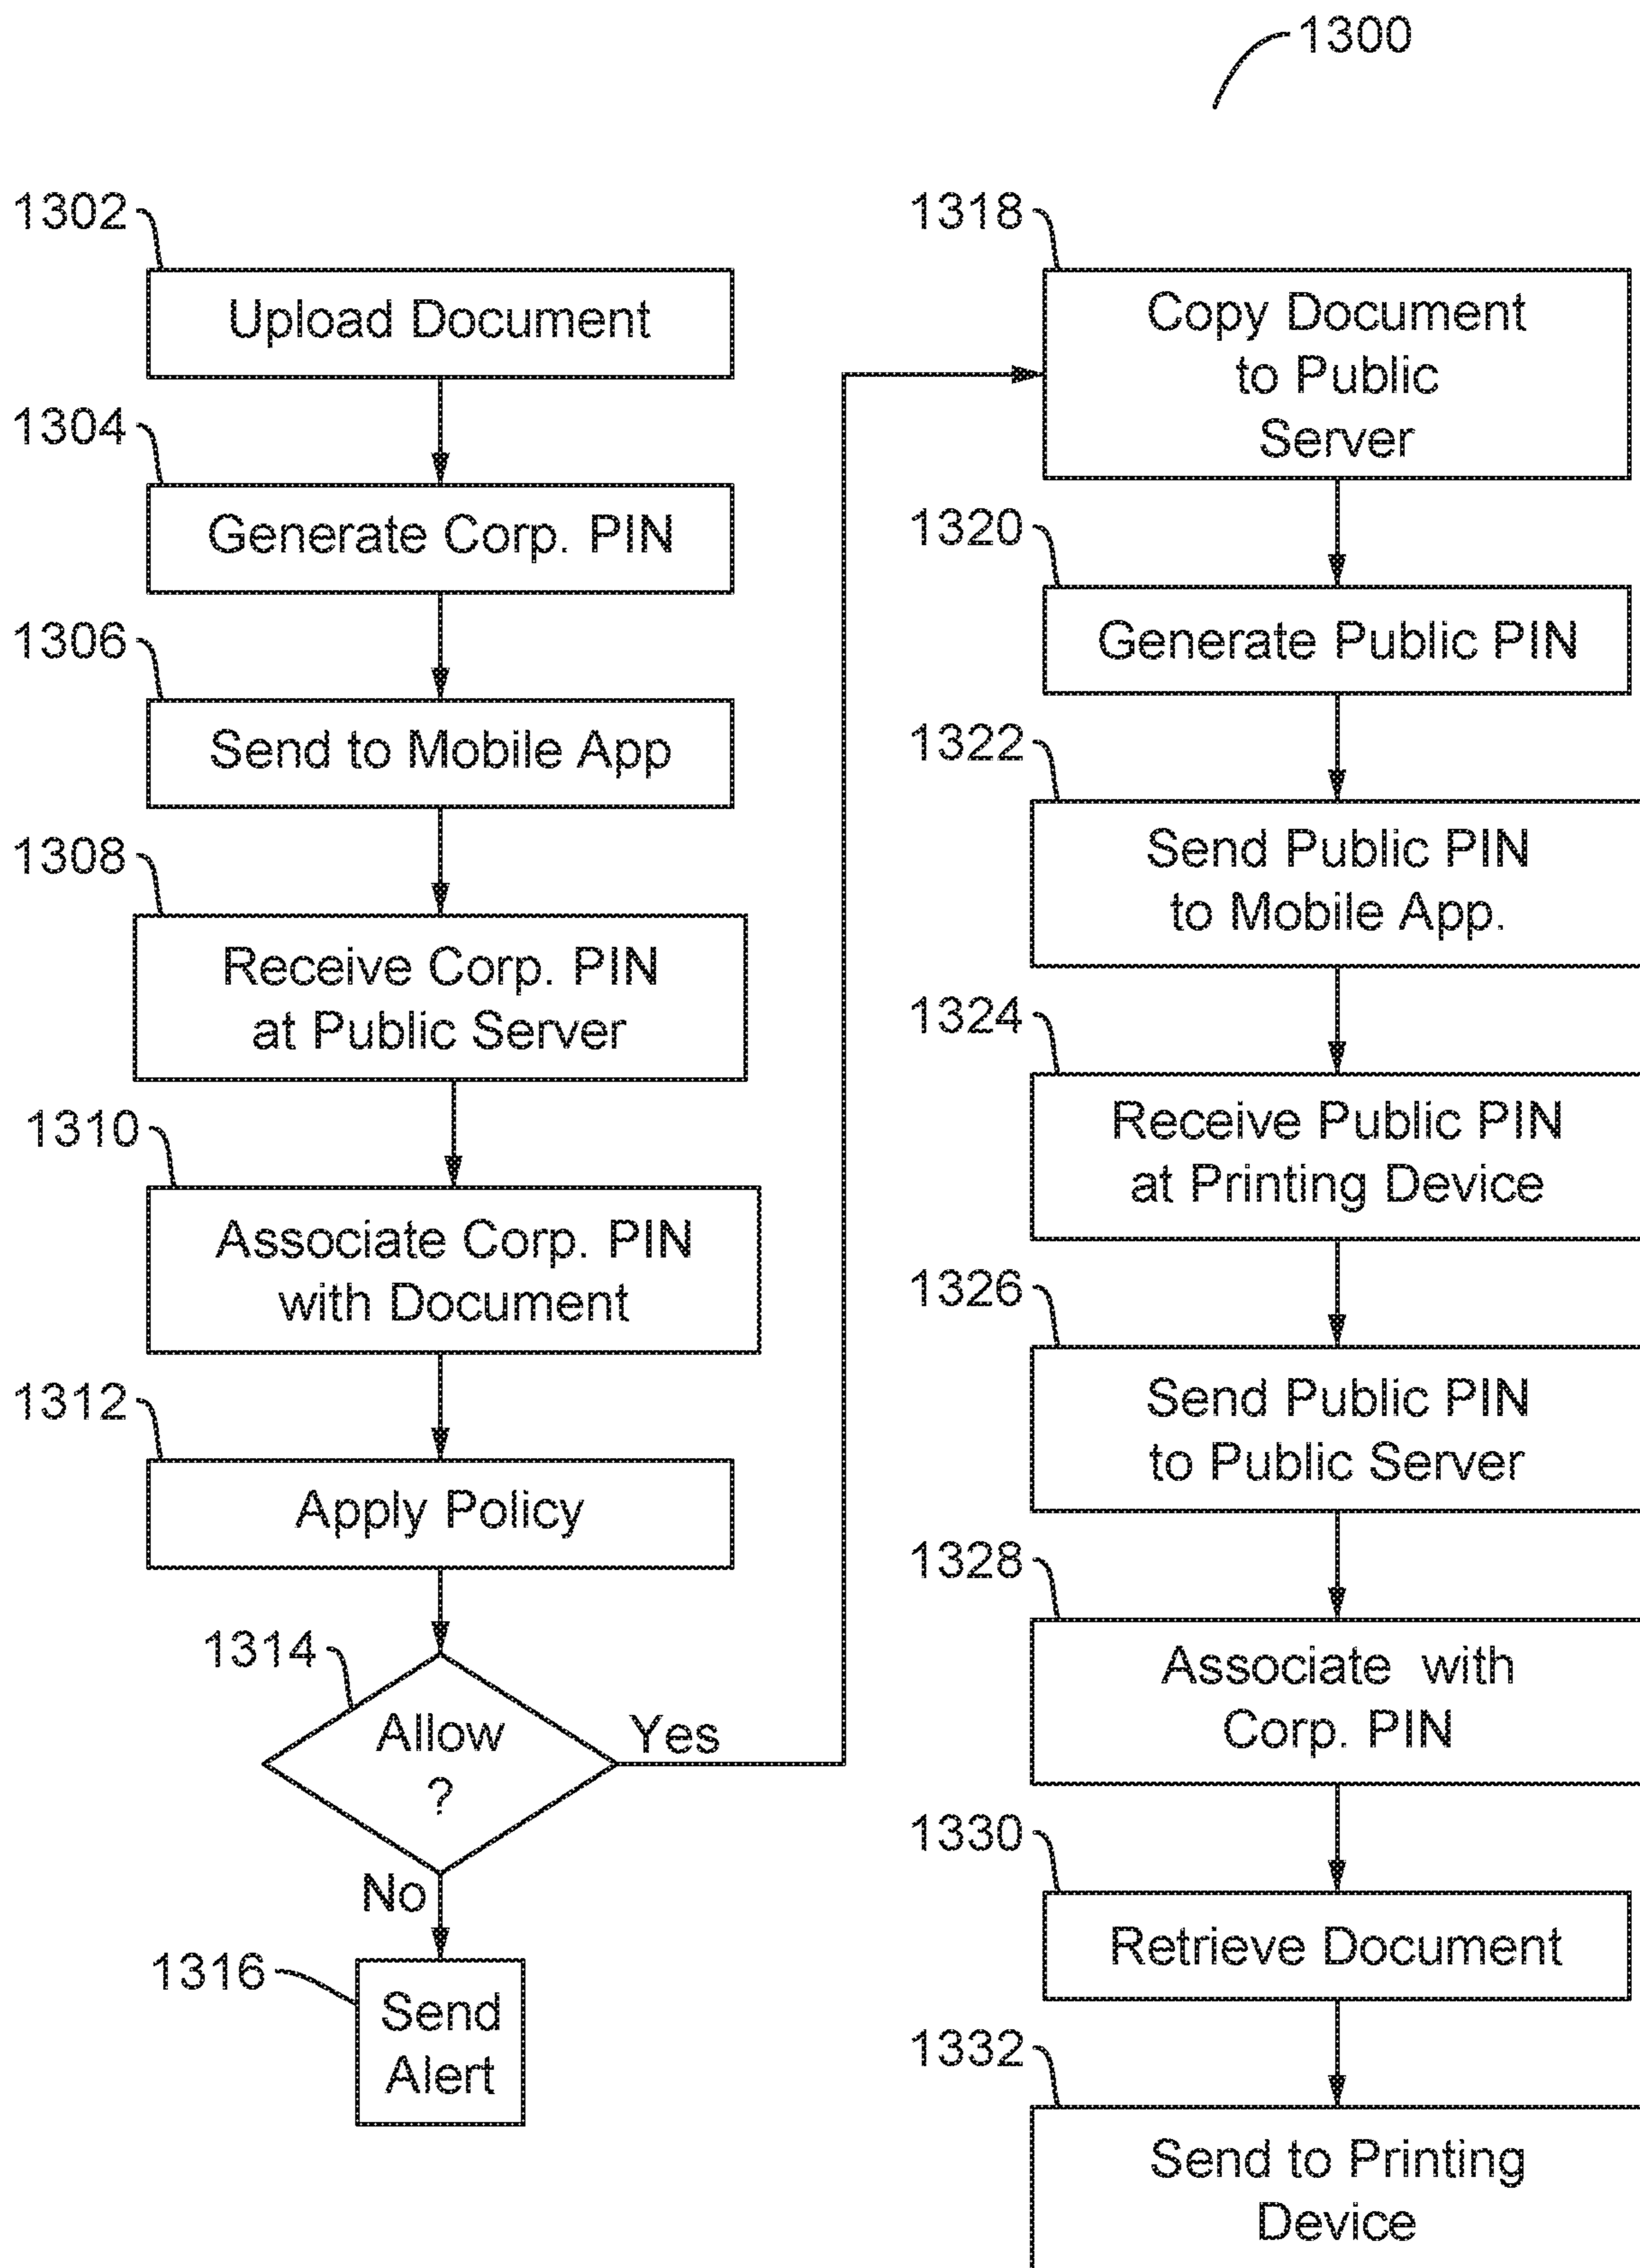 1300
1302
Upload Document
1304
Generate Corp. PIN
1306
Send to Mobile App
1308
Receive Corp. PIN
at Public Server
1310
Associate Corp. PIN
with Document
1312
Apply Policy
1314
Allow
?
Yes
No
1316
Send
Alert
1318
Copy Document
to Public
Server
1320
Generate Public PIN
1322
Send Public PIN
to Mobile App.
1324
Receive Public PIN
at Printing Device
1326
Send Public PIN
to Public Server
1328
Associate with
Corp. PIN
1330
Retrieve Document
1332
Send to Printing
Device